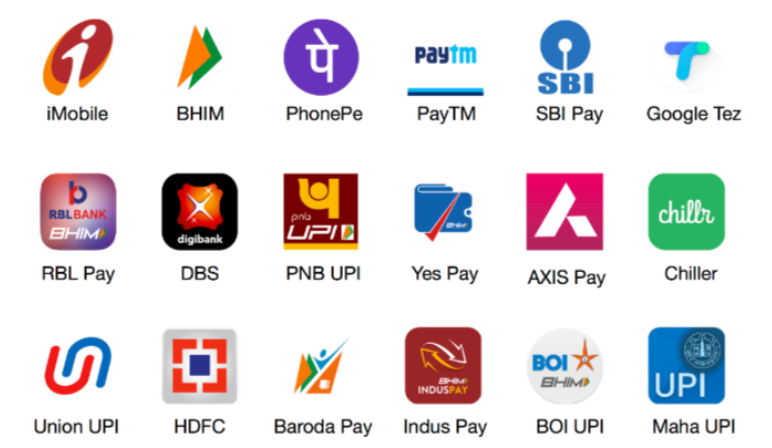 पे
paytm
SBI
iMobile
BHIM
PhonePe
PayTM
SBI Pay
Google Tez
RBLBANK
BHIM
digibank
pnb
UPI
BHIM
chillr
RBL Pay
DBS
PNB UPI
Yes Pay
AXIS Pay
Chiller
BHIM
INDUSPAY
BOI
BHIM
UPI
Union UPI
HDFC
Baroda Pay
Indus Pay
BOI UPI
Maha UPI